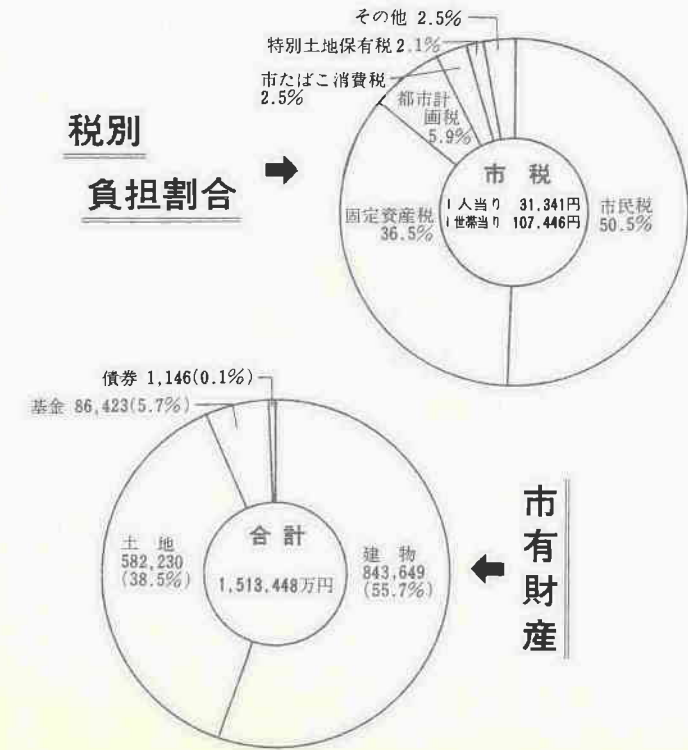 その他 2.5%
特別土地保有税 2.1%
市たばこ消費税
2.5%
都市計
画税
5.9%
税別
負担割合
市税
1人当り 31,341円
1世帯当り 107,446円
固定資産税
36.5%
市民税
50.5%
債券 1,146(0.1%)
基金 86,423(5.7%)
土地
582,230
(38.5%)
合計
1,513,448万円
建物
843,649
(55.7%)
市有財産